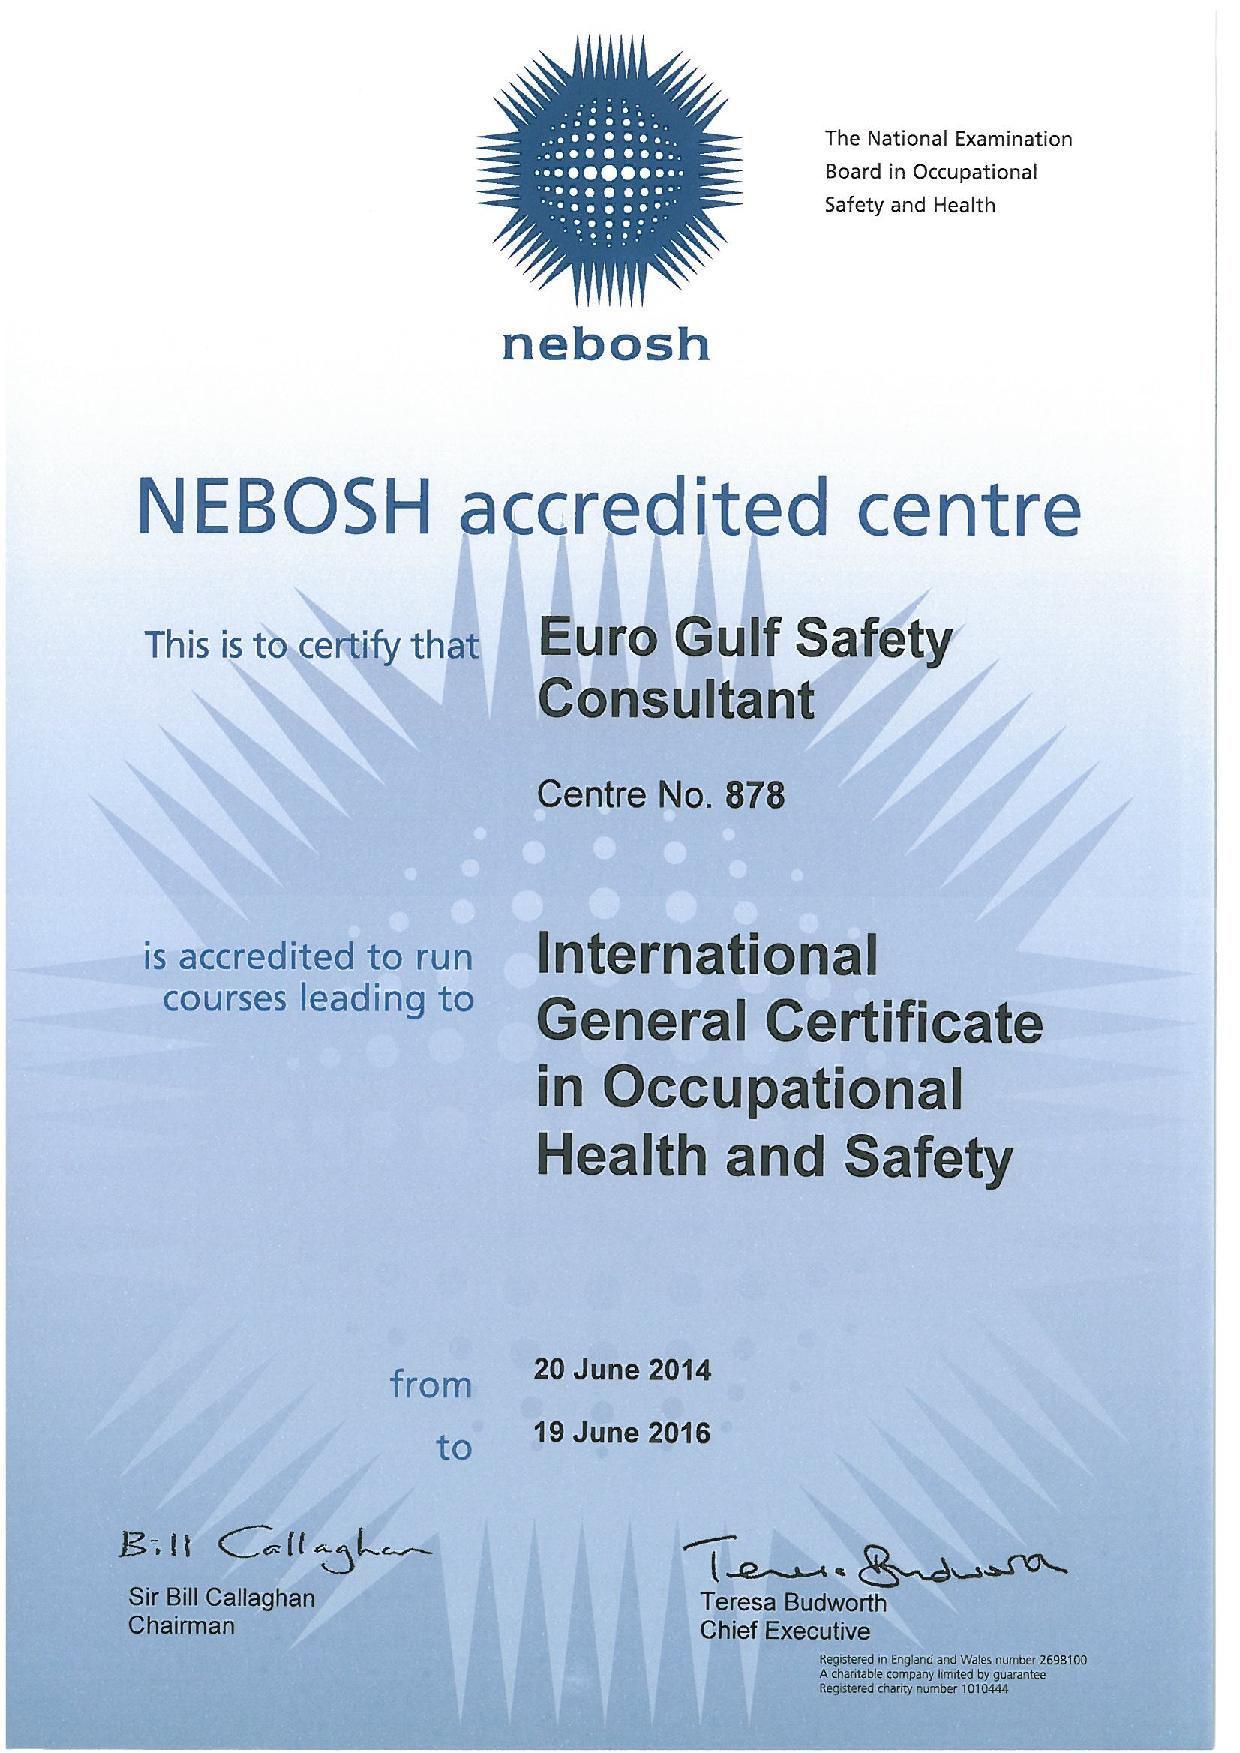 The National Examination
Board in Occupational
Safety and Health
nebosh
NEBOSH accredited centre
This is to certify that
Euro Gulf Safety
Consultant
Centre No. 878
is accredited to run
courses leading to
International
General Certificate
in Occupational
Health and Safety
from
20 June 2014
to
19 June 2016
Bill Callaghan
Sir Bill Callaghan
Chairman
Teresa Budworth
Teresa Budworth
Chief Executive
Registered in England and Wales number 2698100
A charitable company limited by guarantee
Registered charity number 1010444